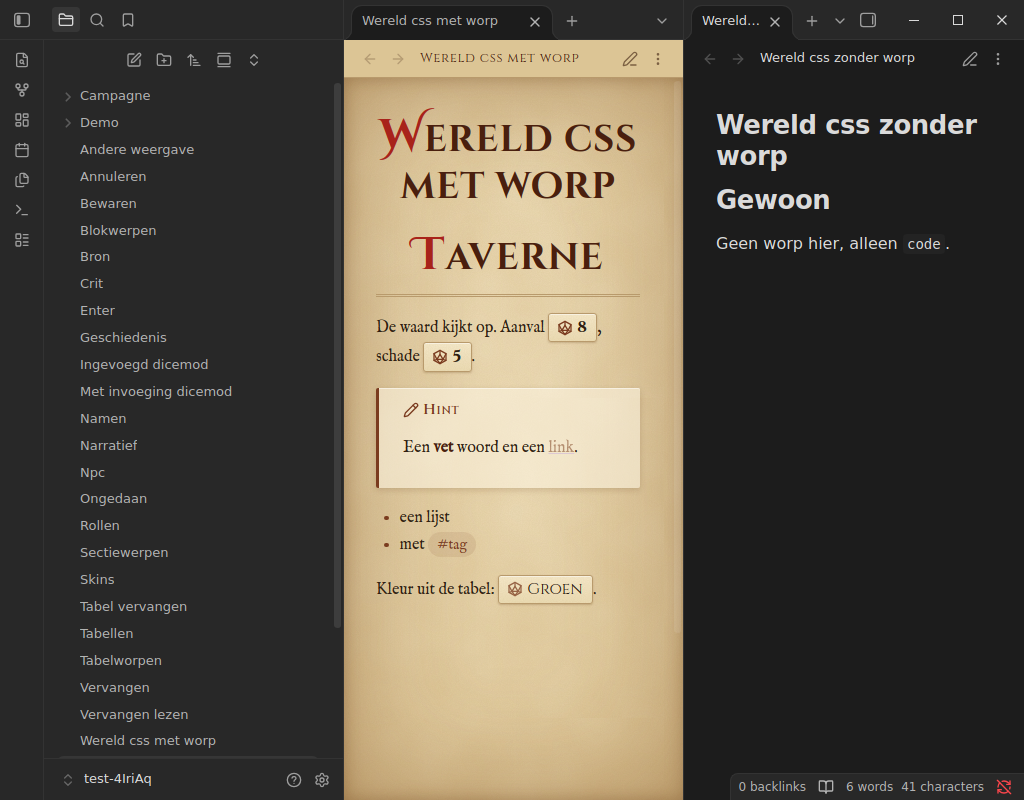 Wereld css met worp
Wereld...
Campagne
Demo
Andere weergave
Annuleren
Bewaren
Blokwerpen
Bron
Crit
Enter
Geschiedenis
Ingevoegd dicemod
Met invoeging dicemod
Namen
Narratief
Npc
Ongedaan
Rollen
Sectiewerpen
Skins
Tabel vervangen
Tabellen
Tabelworpen
Vervangen
Vervangen lezen
Wereld css met worp
test-4IriAq
Wereld css met worp
Wereld css
met worp
Taverne
De waard kijkt op. Aanval 8,
schade 5.
Hint
Een vet woord en een link.
een lijst
met #tag
Kleur uit de tabel: Groen.
Wereld css zonder worp
Wereld css zonder
worp
Gewoon
Geen worp hier, alleen code.
0 backlinks 6 words 41 characters